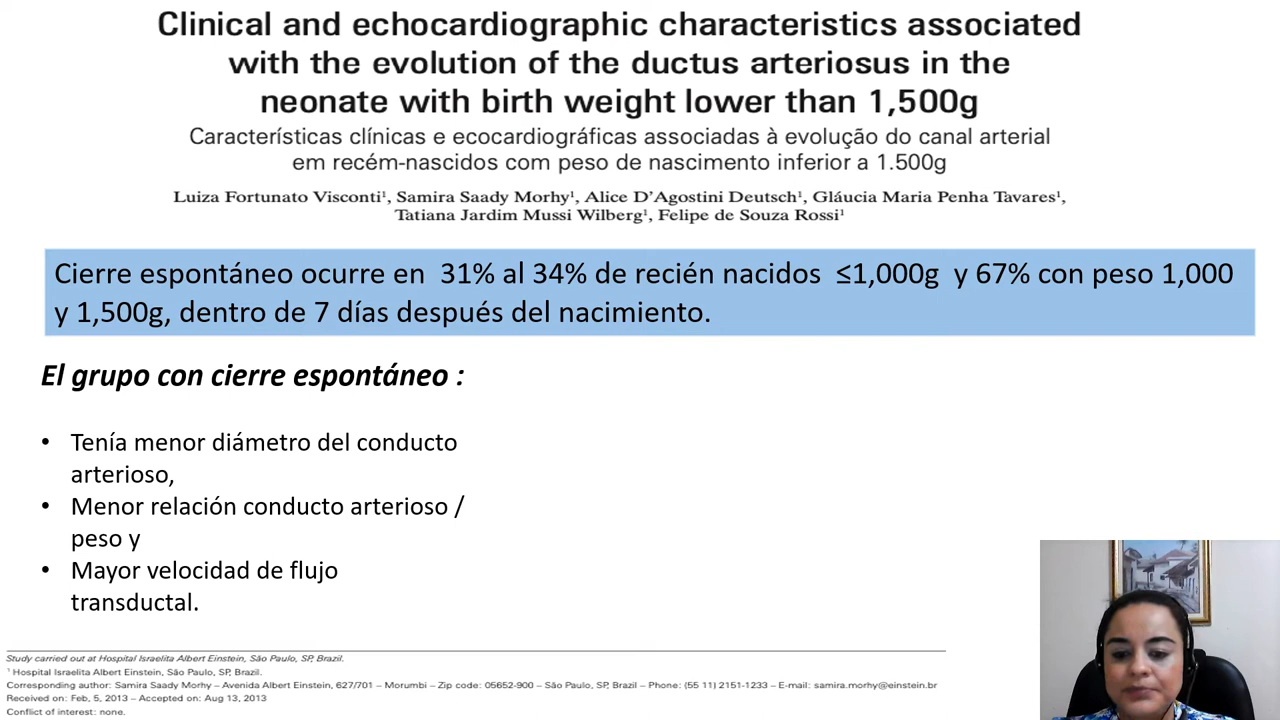 Clinical and echocardiographic characteristics associated
with the evolution of the ductus arteriosus in the
neonate with birth weight lower than 1,500g
Características clínicas e ecocardiográficas associadas à evolução do canal arterial
em recém-nascidos com peso de nascimento inferior a 1.500g
Luiza Fortunato Visconti¹, Samira Saady Morhy¹, Alice D'Agostini Deutsch¹, Gláucia Maria Penha Tavares¹,
Tatiana Jardim Mussi Wilberg¹, Felipe de Souza Rossi¹
Cierre espontáneo ocurre en 31% al 34% de recién nacidos ≤1,000g y 67% con peso 1,000
y 1,500g, dentro de 7 días después del nacimiento.
El grupo con cierre espontáneo :
• Tenía menor diámetro del conducto
arterioso,
• Menor relación conducto arterioso /
peso y
• Mayor velocidad de flujo
transductal.
Study carried out at Hospital Israelita Albert Einstein, São Paulo, SP, Brazil.
¹ Hospital Israelita Albert Einstein, São Paulo, SP, Brazil.
Corresponding author: Samira Saady Morhy – Avenida Albert Einstein, 627/701 – Morumbi – Zip code: 05652-900 – São Paulo, SP, Brazil – Phone: (55 11) 2151-1233 – E-mail: samira.morhy@einstein.br
Received on: Feb, 5, 2013 – Accepted on: Aug 13, 2013
Conflict of interest: none.